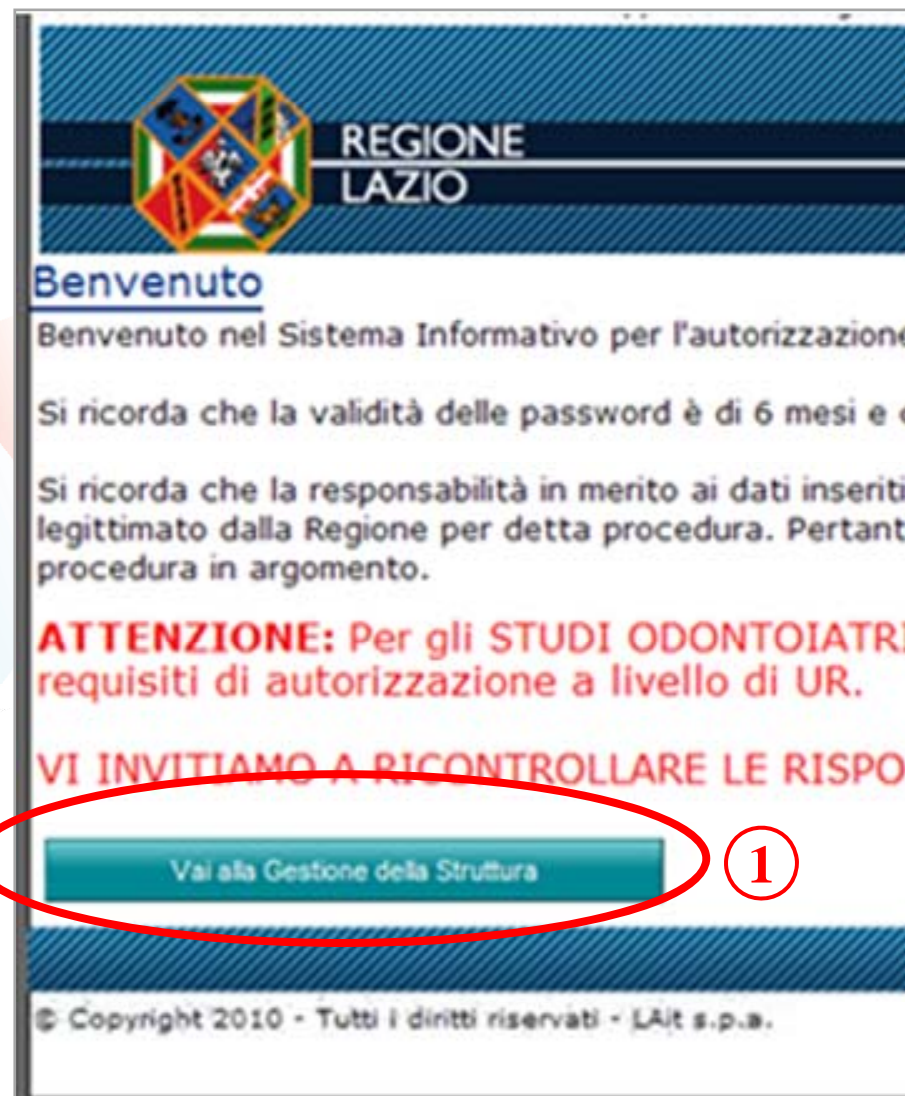 REGIONE
LAZIO
Benvenuto
Benvenuto nel Sistema Informativo per l'autorizzazione
Si ricorda che la validità delle password è di 6 mesi e
Si ricorda che la responsabilità in merito ai dati inseriti
legittimato dalla Regione per detta procedura. Pertant
procedura in argomento.
ATTENZIONE: Per gli STUDI ODONTOIATRI
requisiti di autorizzazione a livello di UR.
VI INVITIAMO A RICONTROLLARE LE RISPO
Vai alla Gestione della Struttura
1
© Copyright 2010 - Tutti i diritti riservati - LAit s.p.a.